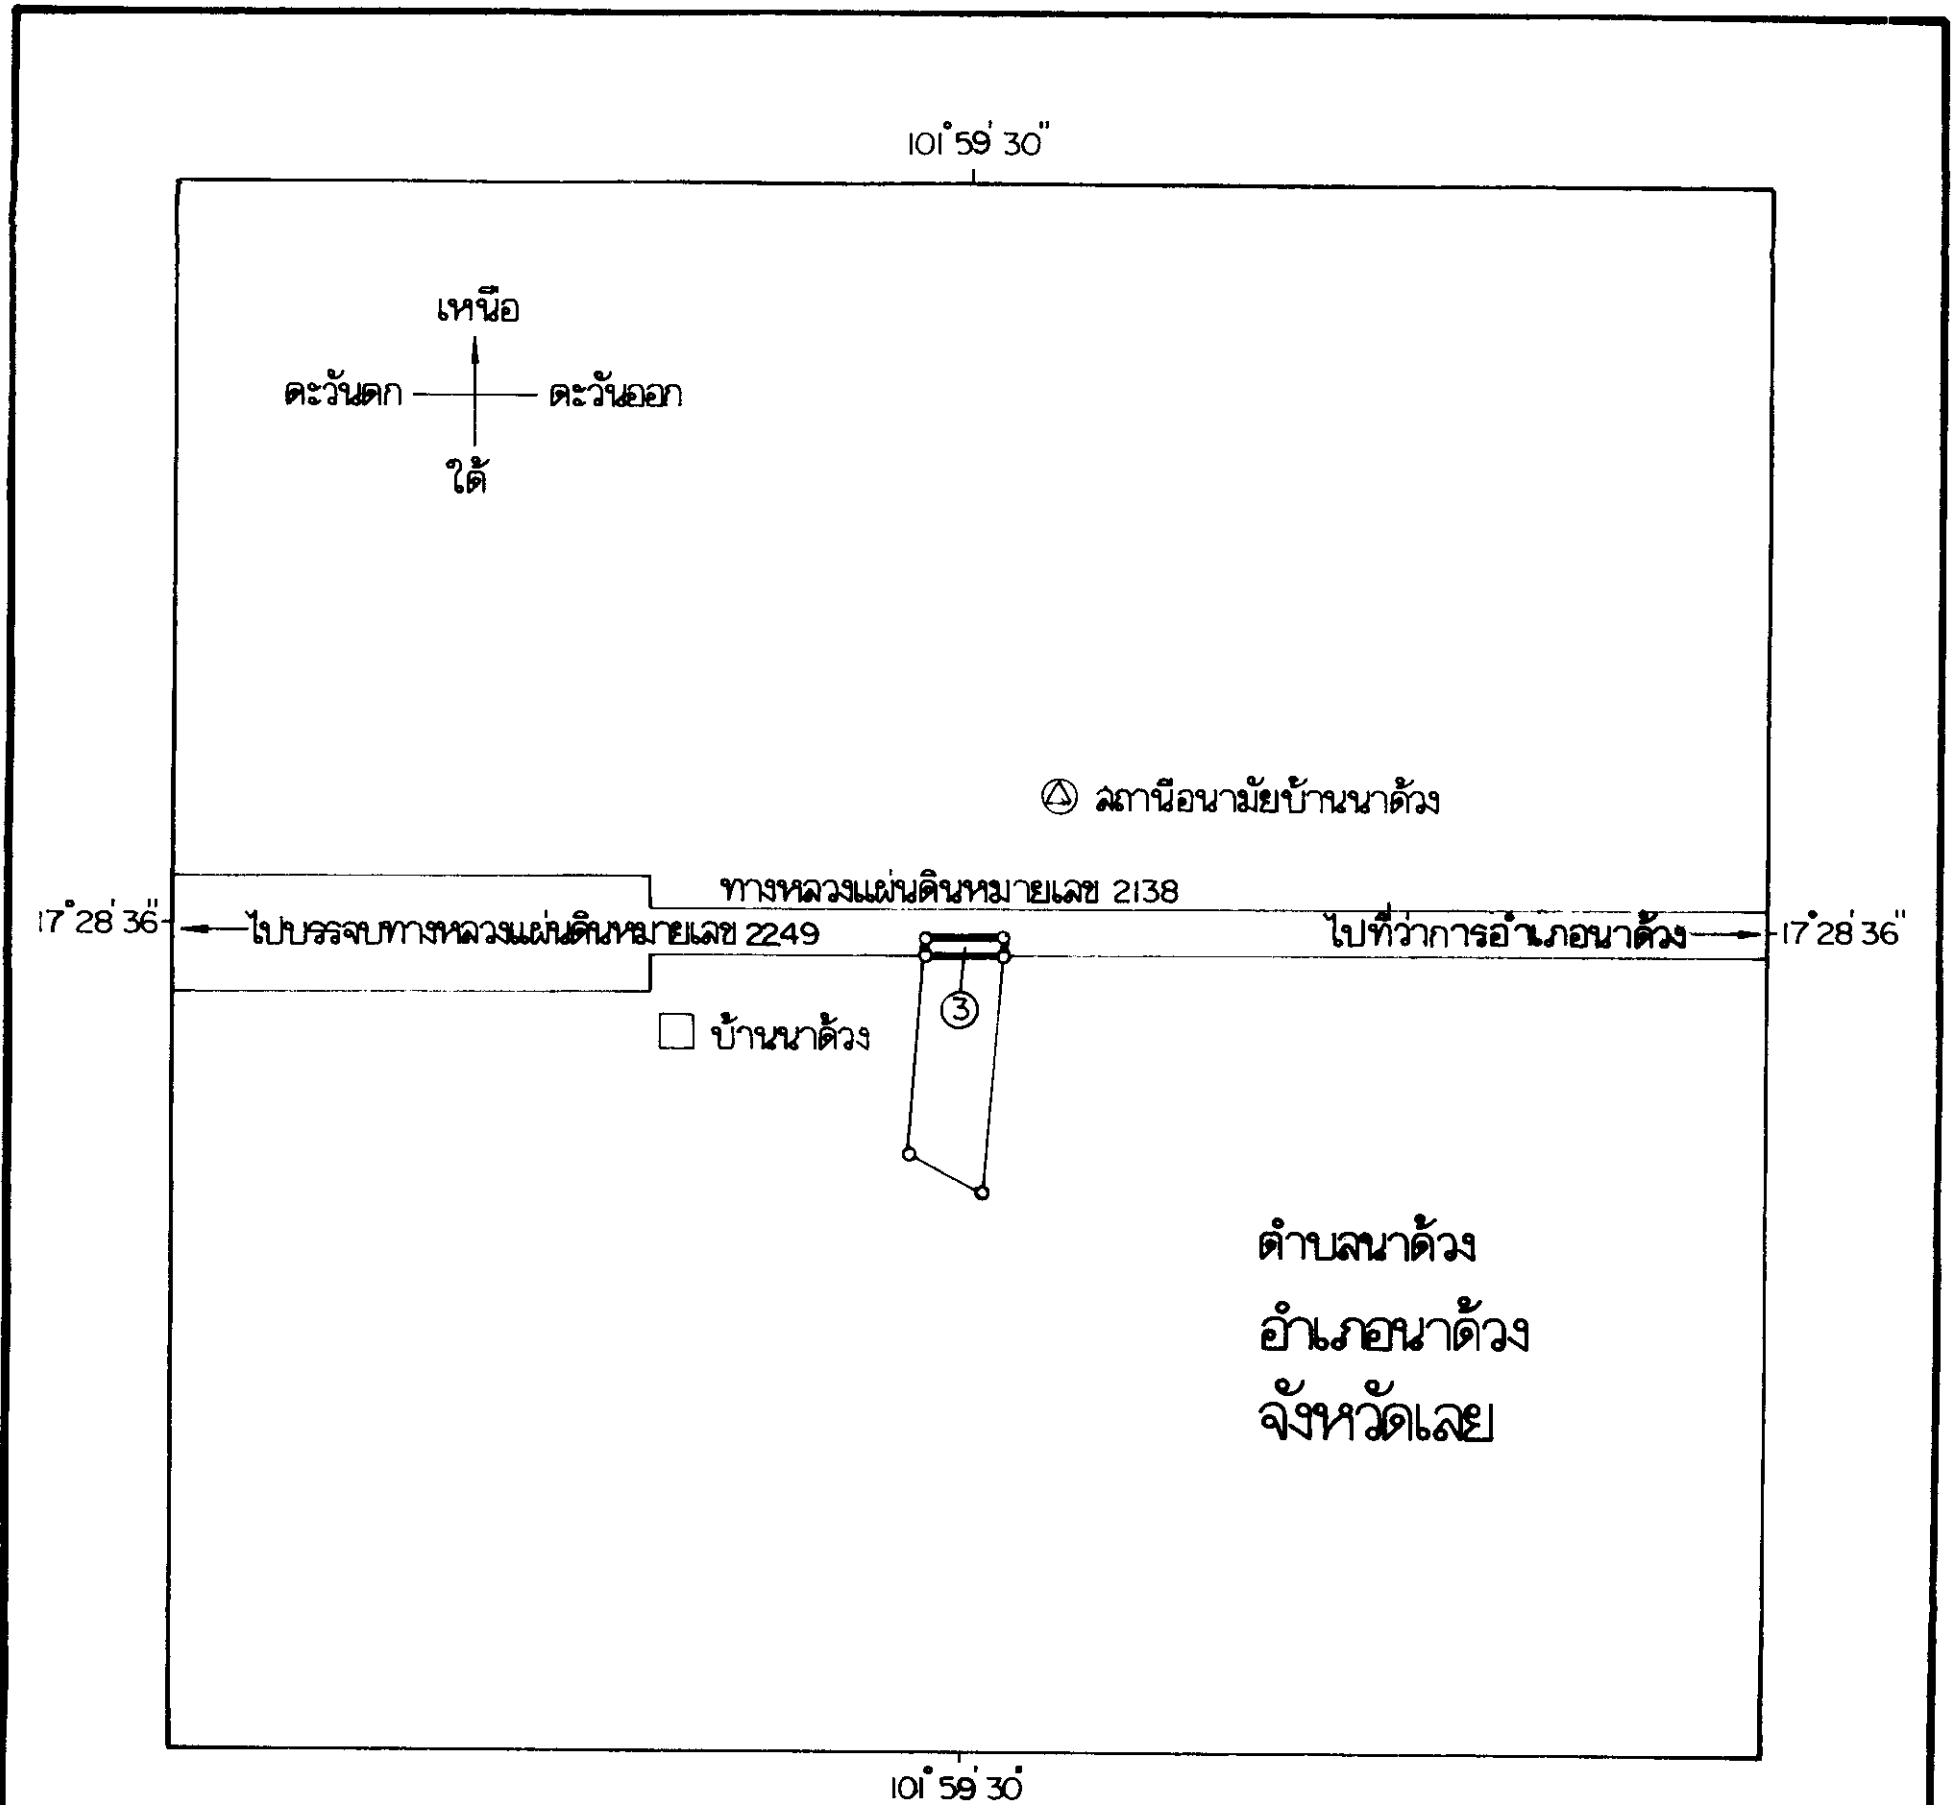 101°59'30"
เหนือ
ตะวันตก ตะวันออก
ใต้
สถานีอนามัยบ้านนาด้วง
ทางหลวงแผ่นดินหมายเลข 2138
17°28'36" ไปบรรจบทางหลวงแผ่นดินหมายเลข 2249 ไปที่ว่าการอำเภอนาด้วง 17°28'36"
3
บ้านนาด้วง
ตำบลนาด้วง
อำเภอนาด้วง
จังหวัดเลย
101°59'30"